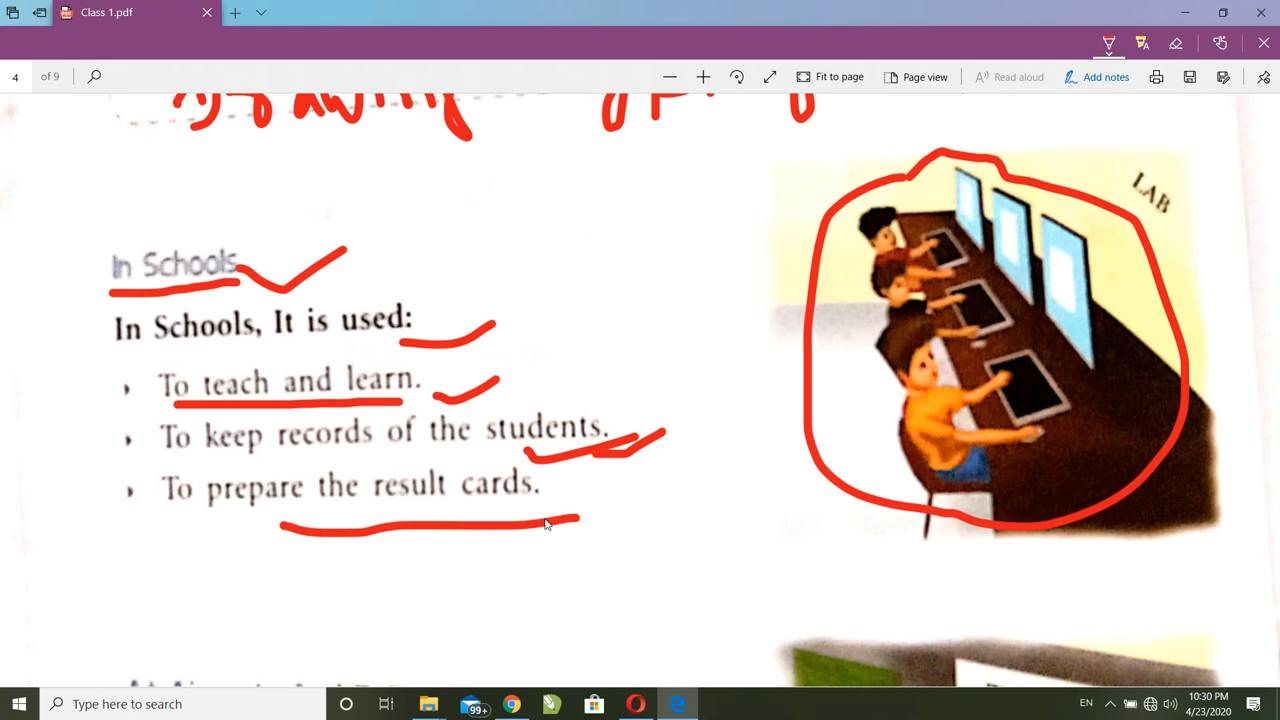 Class 1.pdf
4 of 9
Fit to page
Page view
Read aloud
Add notes
LAB
In Schools
In Schools, It is used:
To teach and learn.
To keep records of the students.
To prepare the result cards.
Type here to search
99+
EN
10:30 PM
4/23/2020